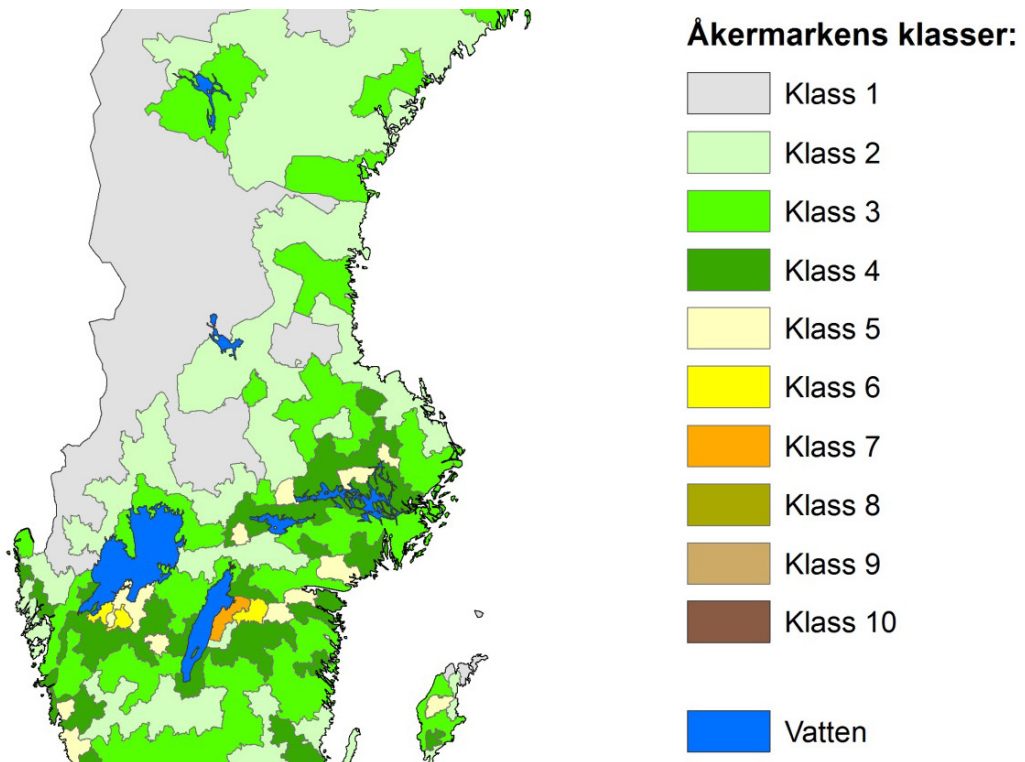 Åkermarkens klasser:
Klass 1
Klass 2
Klass 3
Klass 4
Klass 5
Klass 6
Klass 7
Klass 8
Klass 9
Klass 10
Vatten